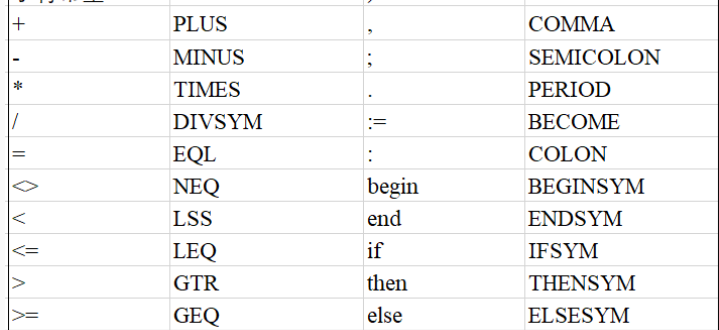 + PLUS , COMMA
- MINUS ; SEMICOLON
* TIMES . PERIOD
/ DIVSYM := BECOME
= EQL : COLON
<> NEQ begin BEGINSYM
< LSS end ENDSYM
<= LEQ if IFSYM
> GTR then THENSYM
>= GEQ else ELSESYM